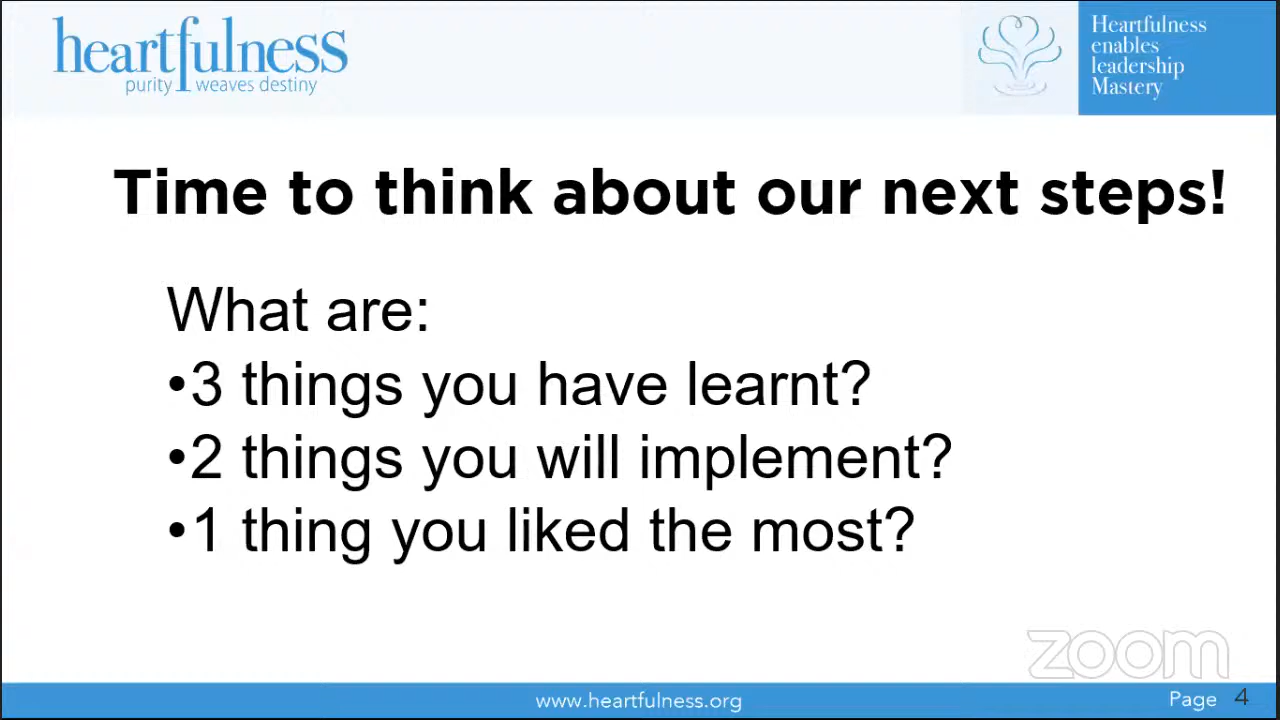 heartfulness
purity weaves destiny
Heartfulness
enables
leadership
Mastery
Time to think about our next steps!
What are:
•3 things you have learnt?
•2 things you will implement?
•1 thing you liked the most?
zoom
www.heartfulness.org
Page 4